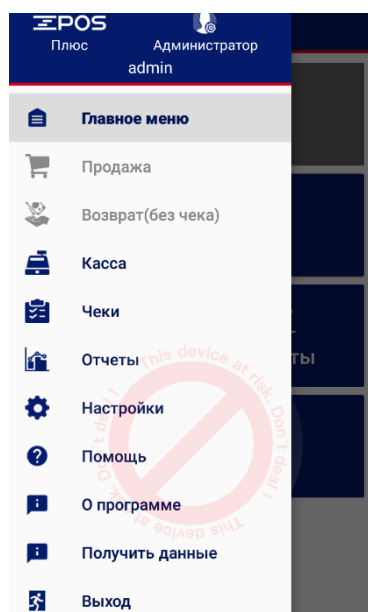 EPOS
Плюс
Администратор
admin
Главное меню
Продажа
Возврат(без чека)
Касса
Чеки
Отчеты
ТЫ
Настройки
Помощь
О программе
Получить данные
Выход
This device at risk. Don't deal!
This device at risk. Don't deal!